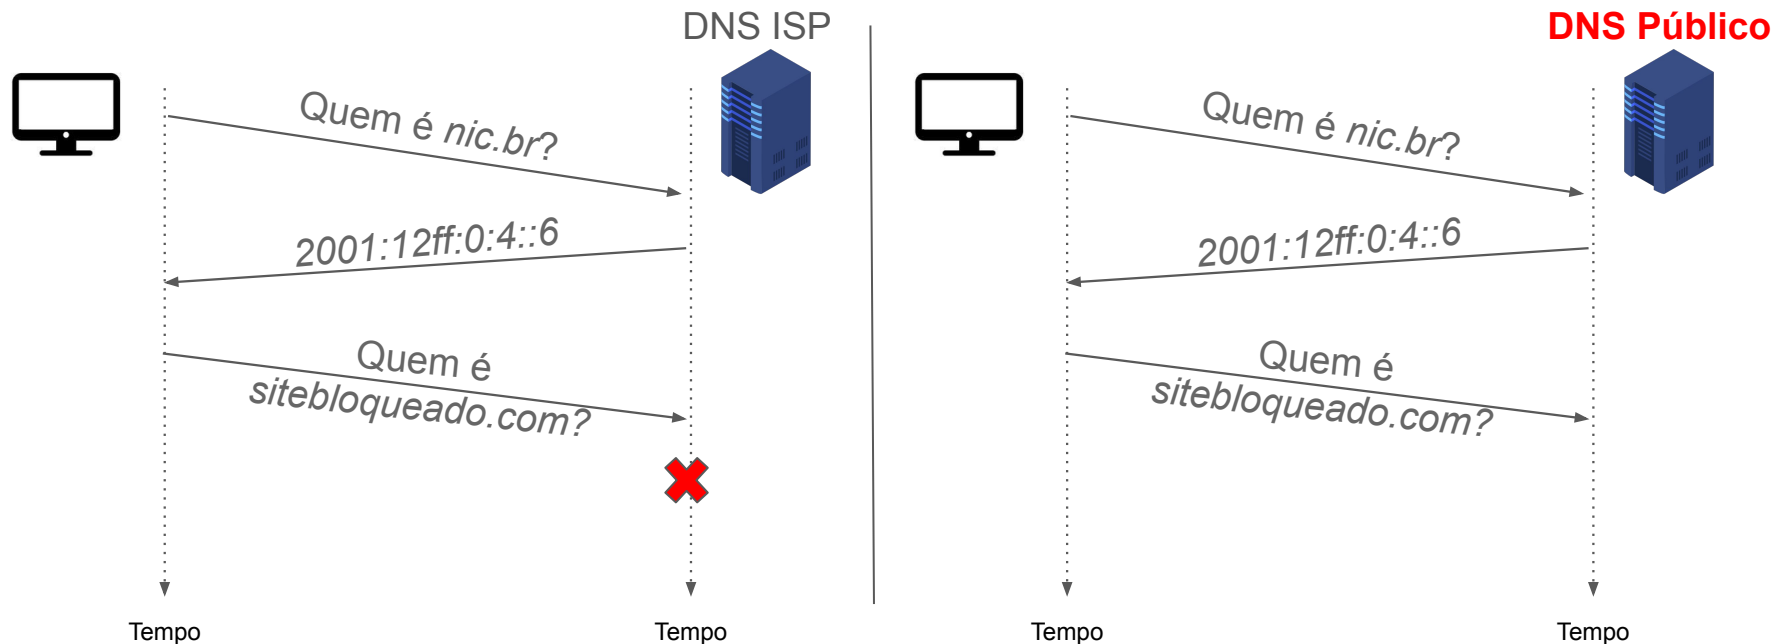 DNS ISP
Quem é nic.br?
2001:12ff:0:4::6
Quem é
sitebloqueado.com?
Tempo
Tempo
DNS Público
Quem é nic.br?
2001:12ff:0:4::6
Quem é
sitebloqueado.com?
Tempo
Tempo